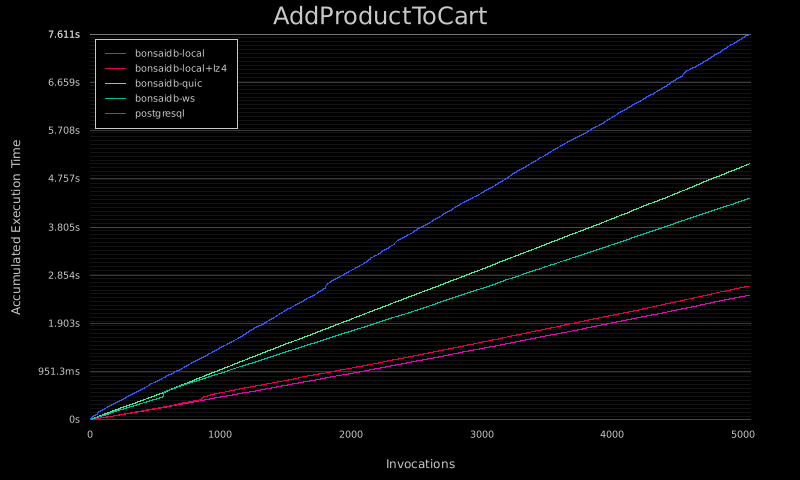 AddProductToCart
7.611s
6.659s
5.708s
4.757s
3.805s
2.854s
1.903s
951.3ms
0s
Accumulated Execution Time
bonsaidb-local
bonsaidb-local+lz4
bonsaidb-quic
bonsaidb-ws
postgresql
0
1000
2000
3000
4000
5000
Invocations